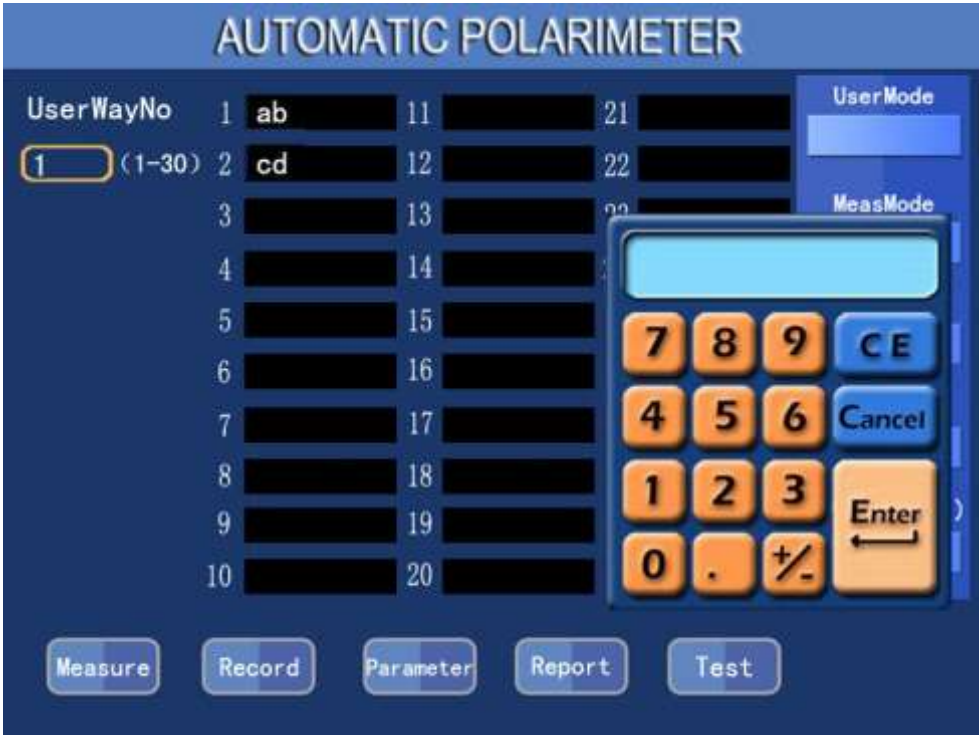 AUTOMATIC POLARIMETER
UserWayNo 1 ab 11 21 UserMode
1 (1-30) 2 cd 12 22
3 13 MeasMode
4 14
5 15
7 8 9 CE
6 16
4 5 6 Cancel
7 17
8 18
1 2 3 Enter
9 19
0 . +/-
10 20
Measure Record Parameter Report Test